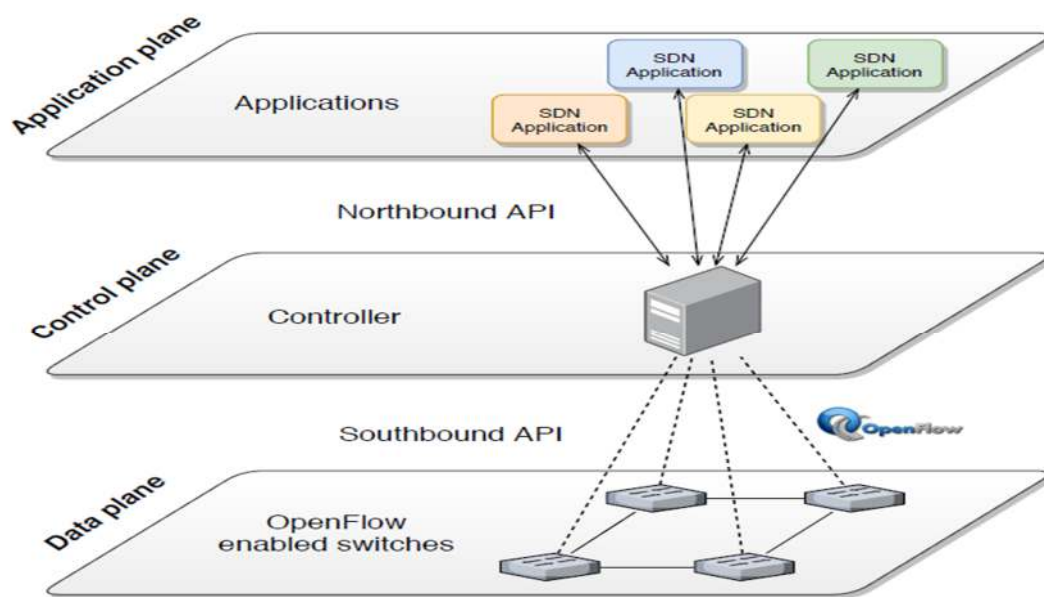 Application plane
Applications
SDN
Application
SDN
Application
SDN
Application
SDN
Application
Northbound API
Control plane
Controller
Southbound API
OpenFlow
Data plane
OpenFlow
enabled switches